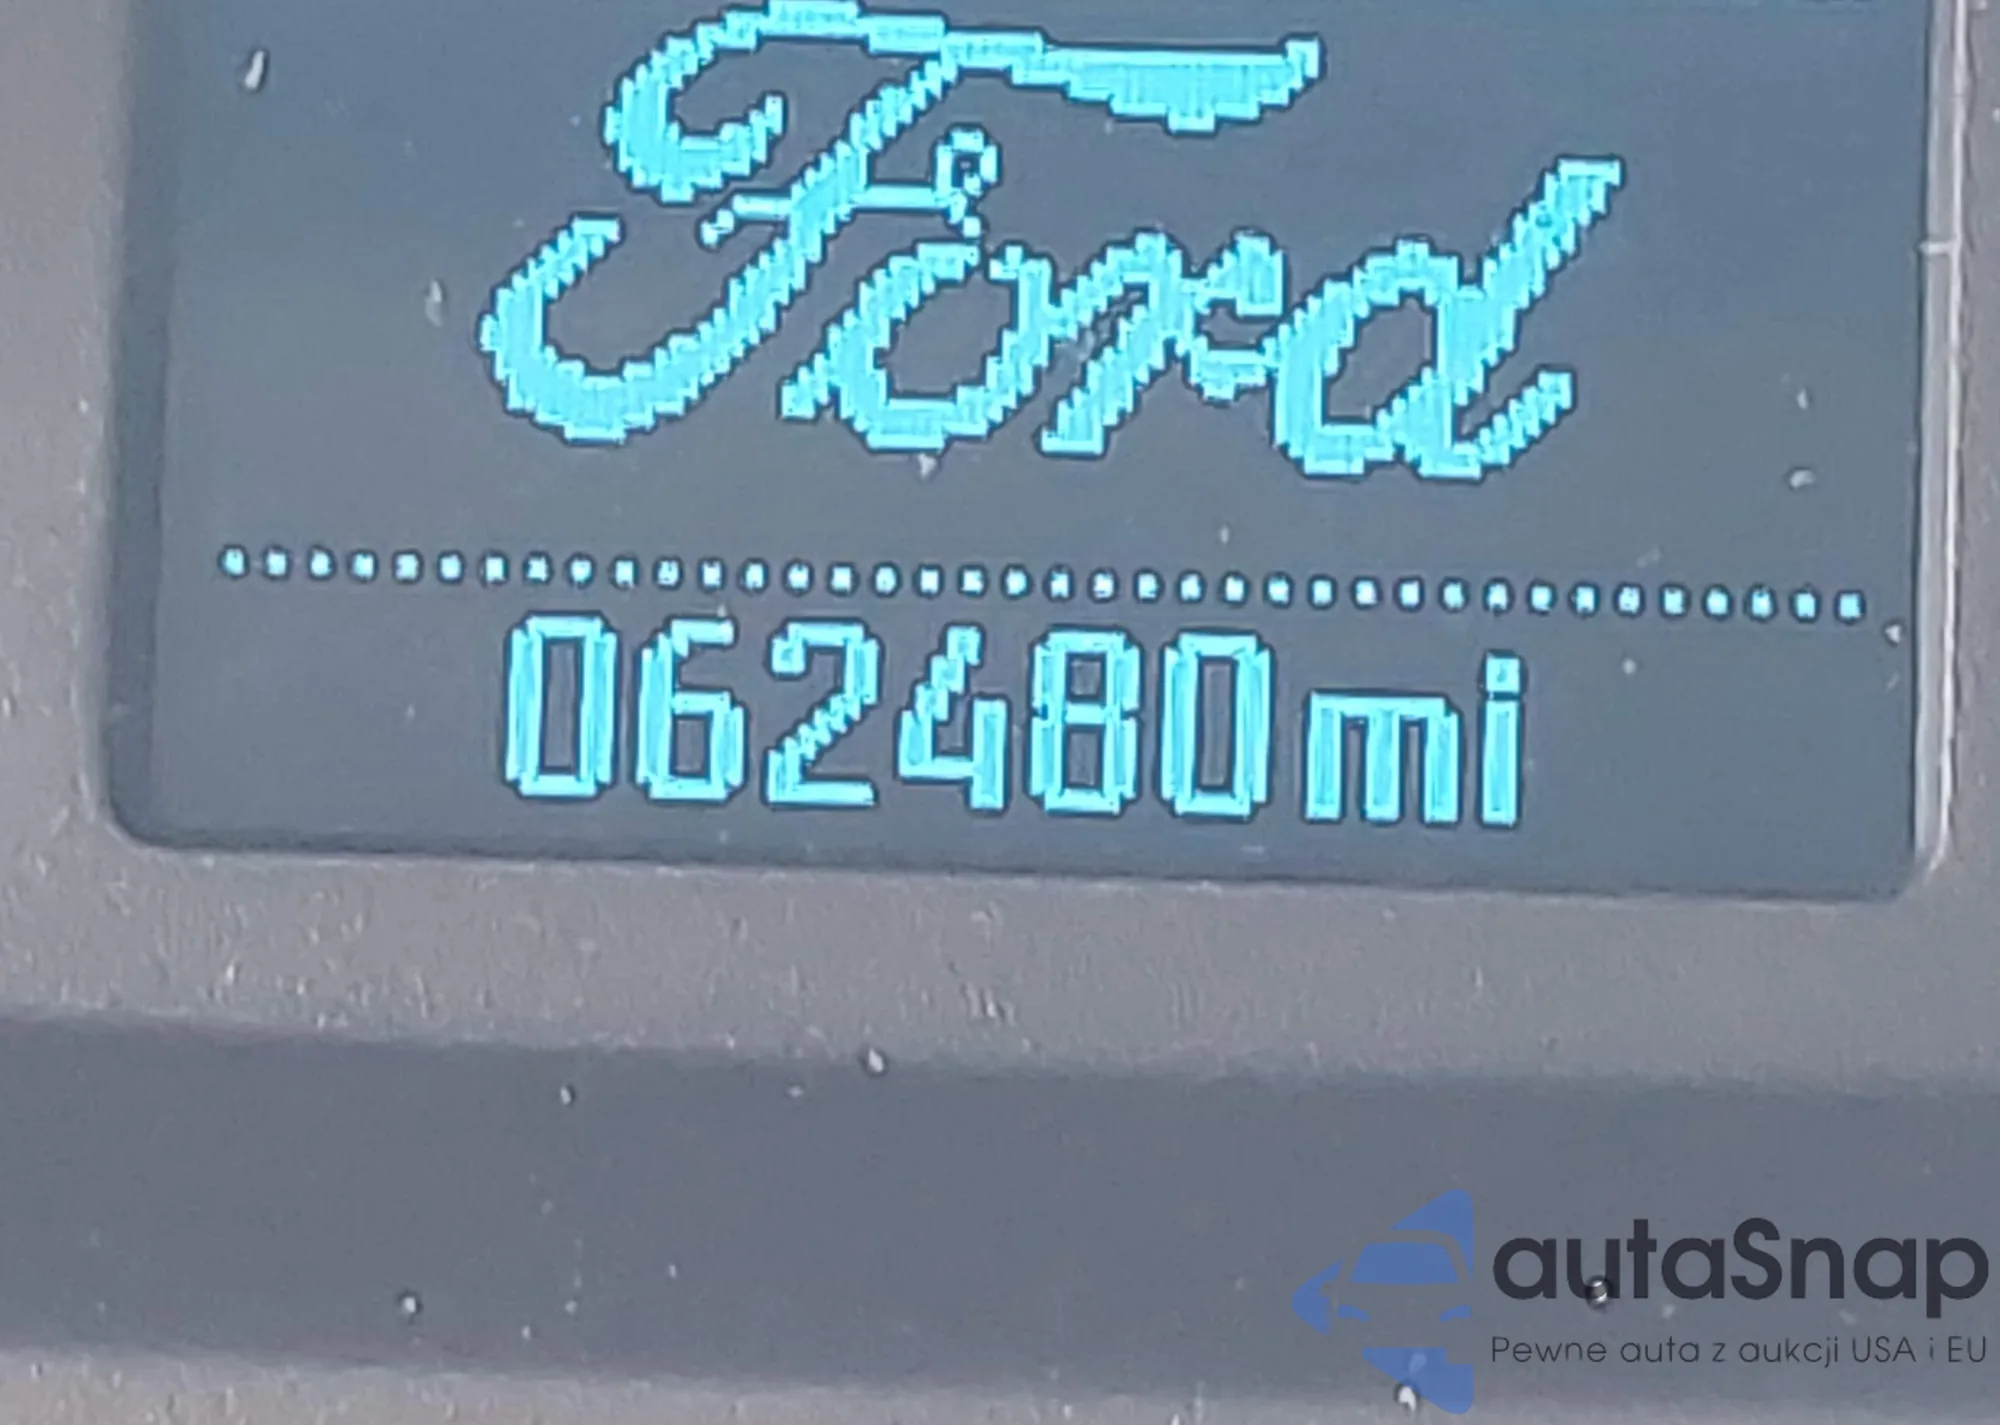 Ford
062480mi
autaSnap
Pewne auta z aukcji USA i EU